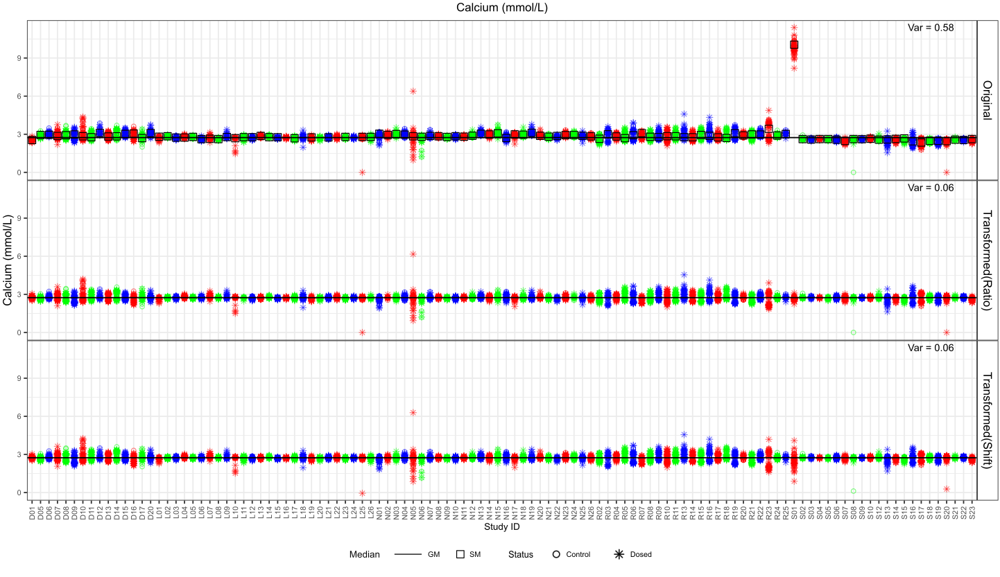 Calcium (mmol/L)
Calcium (mmol/L)
Var = 0.58
9
6
3
0
Original
Var = 0.06
9
6
3
0
Transformed(Ratio)
Var = 0.06
9
6
3
0
Transformed(Shift)
D01 D05 D06 D07 D08 D09 D10 D11 D12 D13 D14 D15 D16 D17 D20 L01 L02 L03 L04 L05 L06 L07 L08 L09 L10 L11 L12 L13 L14 L15 L16 L17 L18 L19 L20 L21 L22 L23 L24 L25 L26 N01 N02 N03 N04 N05 N06 N07 N08 N09 N10 N11 N12 N13 N14 N15 N16 N17 N18 N19 N20 N21 N22 N23 N24 N25 N26 R02 R03 R04 R05 R06 R07 R08 R09 R10 R11 R13 R14 R15 R16 R17 R18 R19 R20 R21 R22 R23 R24 R25 S01 S02 S03 S04 S05 S06 S07 S08 S09 S10 S12 S13 S14 S15 S16 S17 S18 S19 S20 S21 S22 S23
Study ID
Median GM SM Status Control Dosed